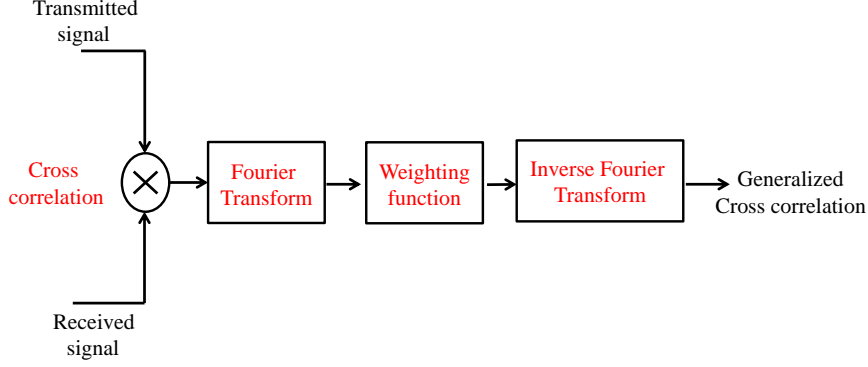 Transmitted
signal
Cross
correlation
Fourier
Transform
Weighting
function
Inverse Fourier
Transform
Generalized
Cross correlation
Received
signal